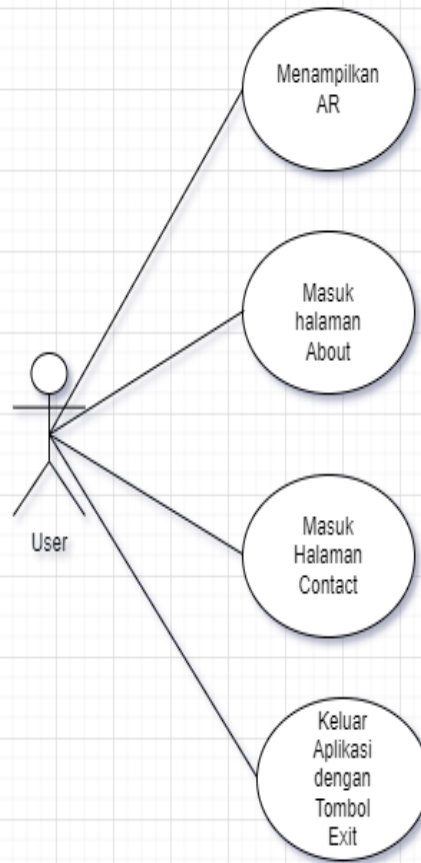 Menampilkan
AR
Masuk
halaman
About
User
Masuk
Halaman
Contact
Keluar
Aplikasi
dengan
Tombol
Exit